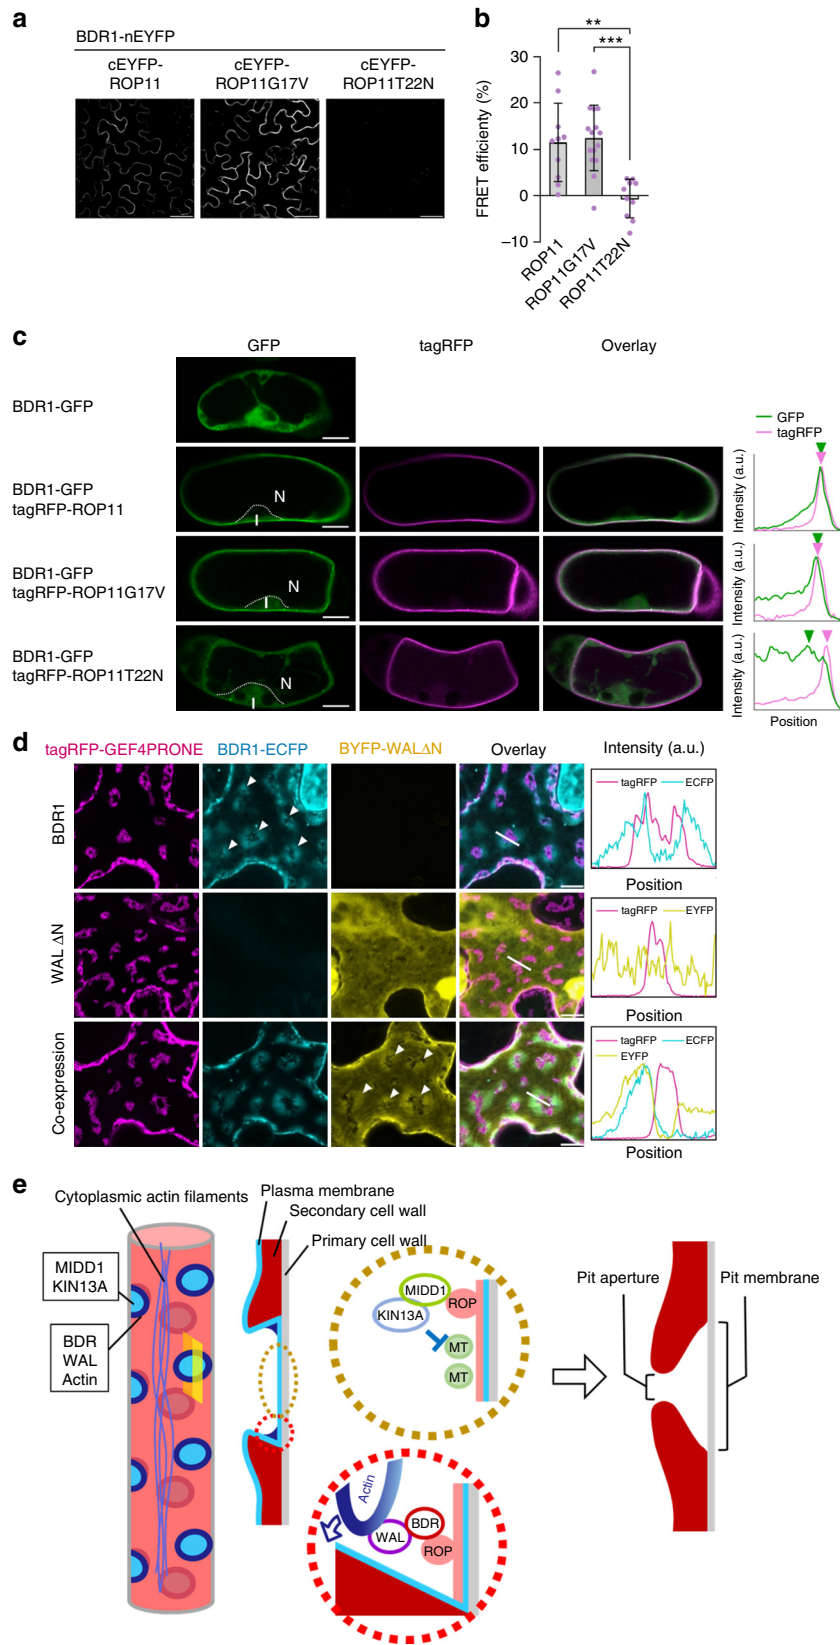 a
BDR1-nEYFP
cEYFP-
ROP11
cEYFP-
ROP11G17V
cEYFP-
ROP11T22N
b
**
***
30
20
10
0
–10
FRET efficienty (%)
ROP11
ROP11G17V
ROP11T22N
c
GFP
tagRFP
Overlay
BDR1-GFP
GFP
tagRFP
BDR1-GFP
tagRFP-ROP11
N
I
Intensity (a.u.)
BDR1-GFP
tagRFP-ROP11G17V
N
I
Intensity (a.u.)
BDR1-GFP
tagRFP-ROP11T22N
N
I
Intensity (a.u.)
Position
d
tagRFP-GEF4PRONE
BDR1-ECFP
BYFP-WALΔN
Overlay
Intensity (a.u.)
BDR1
tagRFP
ECFP
Position
WAL ΔN
tagRFP
EYFP
Position
Co-expression
tagRFP
ECFP
EYFP
Position
e
Cytoplasmic actin filaments
Plasma membrane
Secondary cell wall
Primary cell wall
MIDD1
KIN13A
BDR
WAL
Actin
MIDD1
KIN13A
ROP
MT
MT
Pit aperture
Pit membrane
Actin
WAL
BDR
ROP